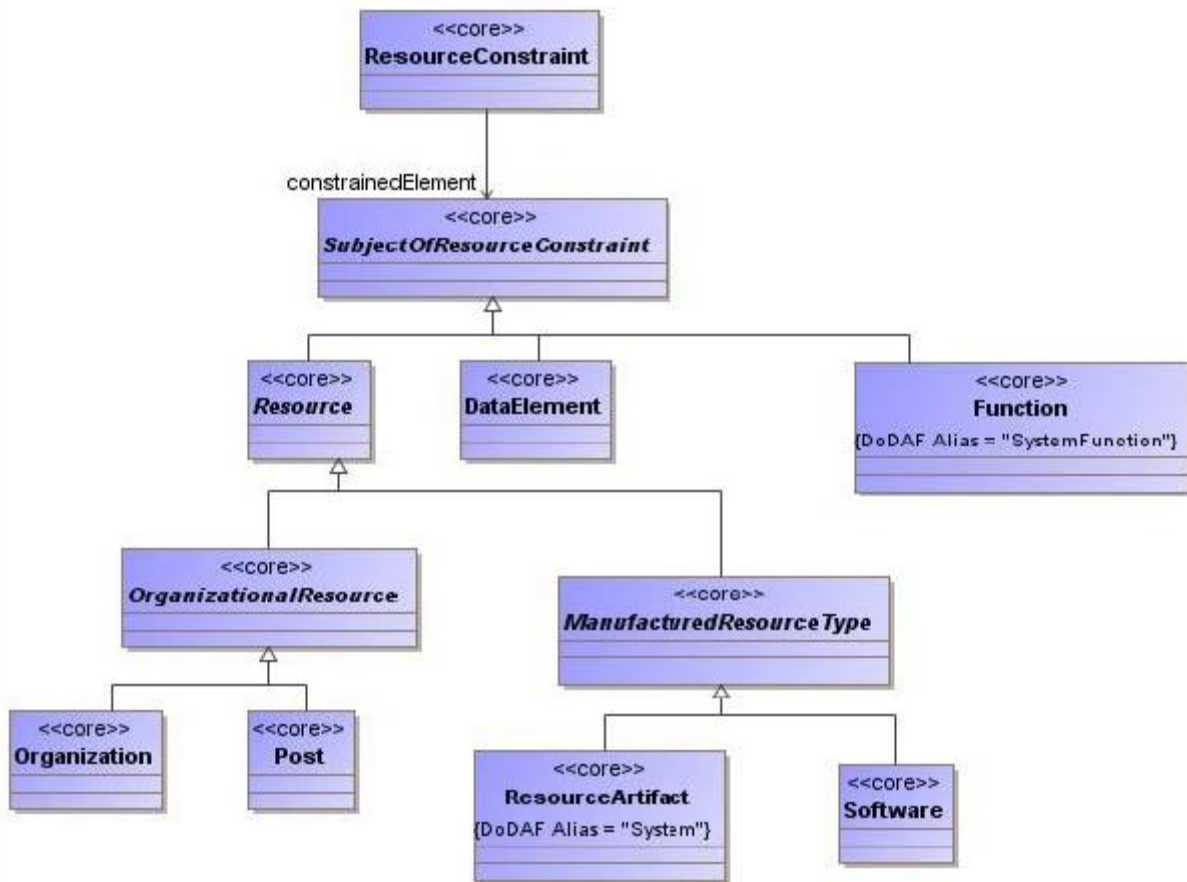 <<core>>
ResourceConstraint
constrainedElement
<<core>>
SubjectOfResourceConstraint
<<core>>
Resource
<<core>>
DataElement
<<core>>
Function
{DoDAF Alias = "SystemFunction"}
<<core>>
OrganizationalResource
<<core>>
ManufacturedResourceType
<<core>>
Organization
<<core>>
Post
<<core>>
ResourceArtifact
{DoDAF Alias = "System"}
<<core>>
Software